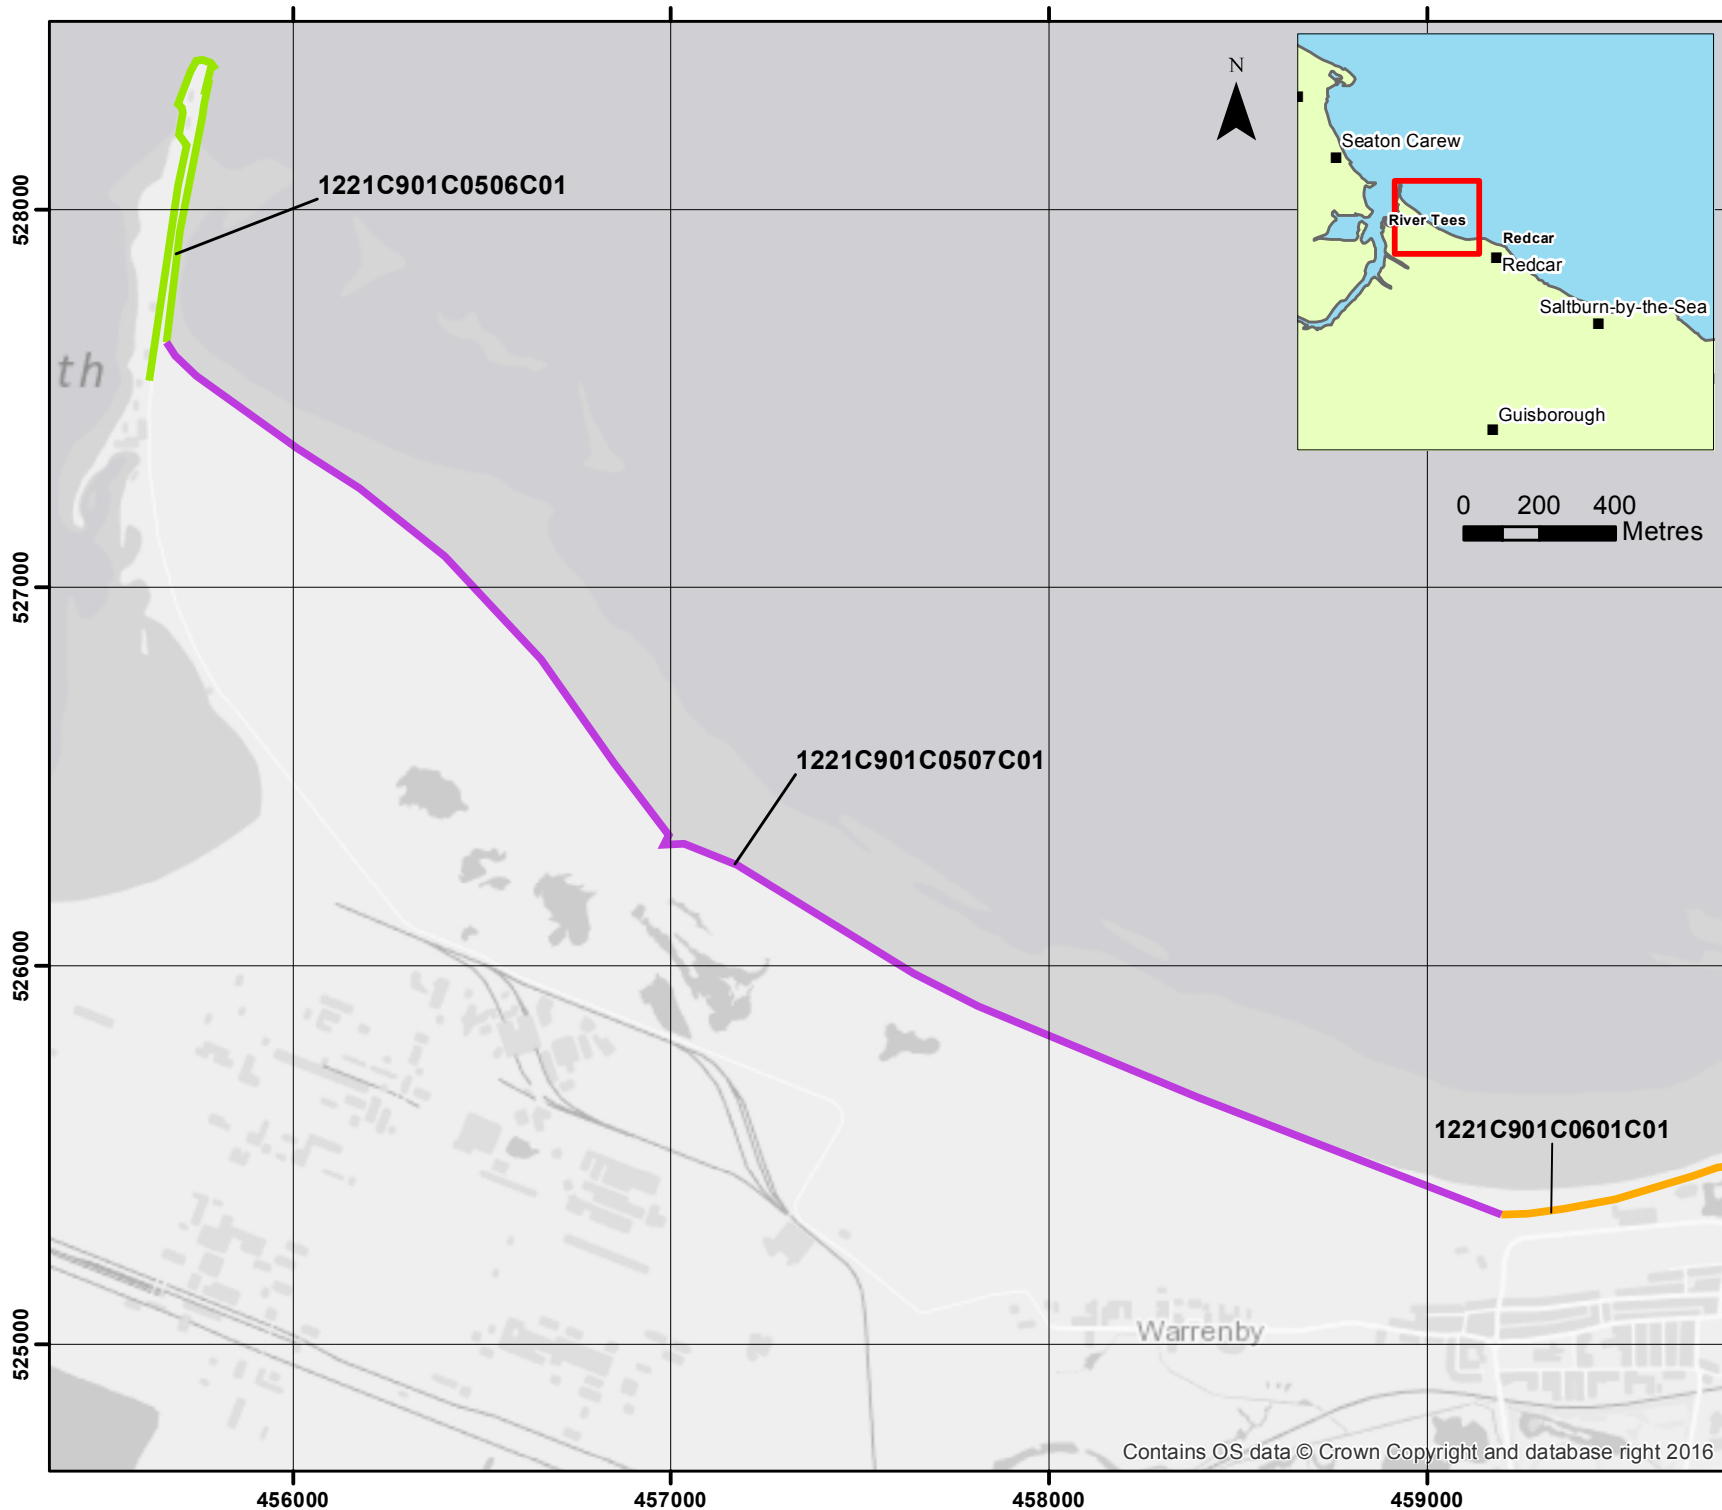 N
Seaton Carew
River Tees
Redcar
Redcar
Saltburn-by-the-Sea
Guisborough
0 200 400
Metres
1221C901C0506C01
th
1221C901C0507C01
1221C901C0601C01
Warrenby
Contains OS data © Crown Copyright and database right 2016
528000
527000
526000
525000
456000 457000 458000 459000